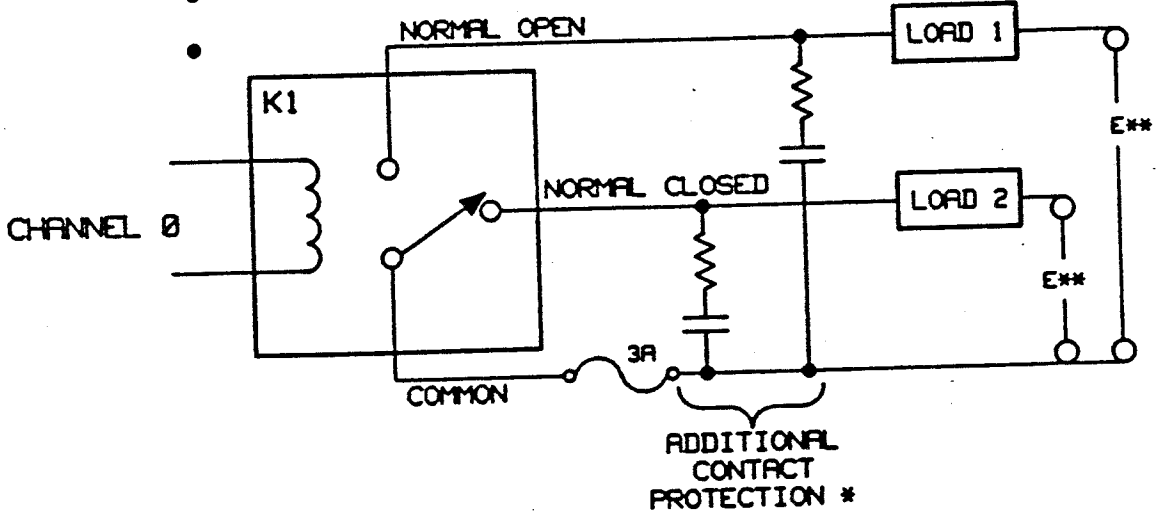 NORMAL OPEN
LOAD 1
K1
E**
NORMAL CLOSED
LOAD 2
CHANNEL 0
E**
3A
COMMON
ADDITIONAL
CONTACT
PROTECTION *